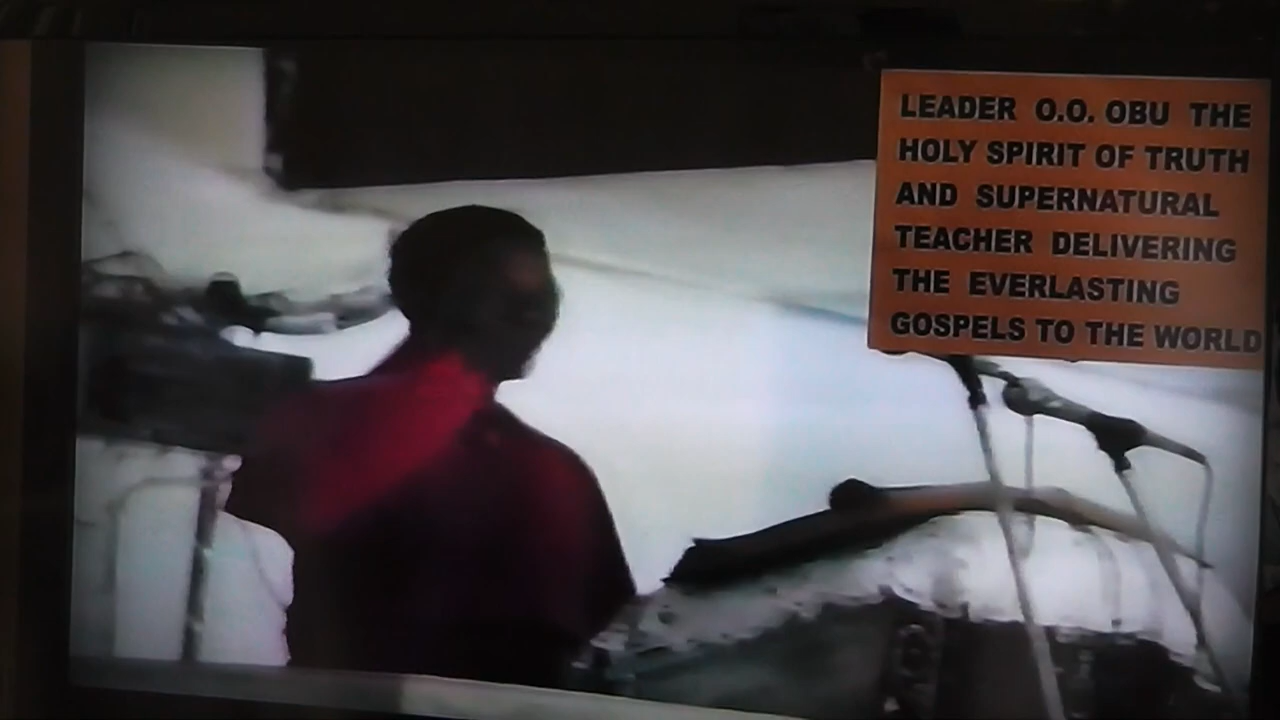 LEADER O.O. OBU THE
HOLY SPIRIT OF TRUTH
AND SUPERNATURAL
TEACHER DELIVERING
THE EVERLASTING
GOSPELS TO THE WORLD